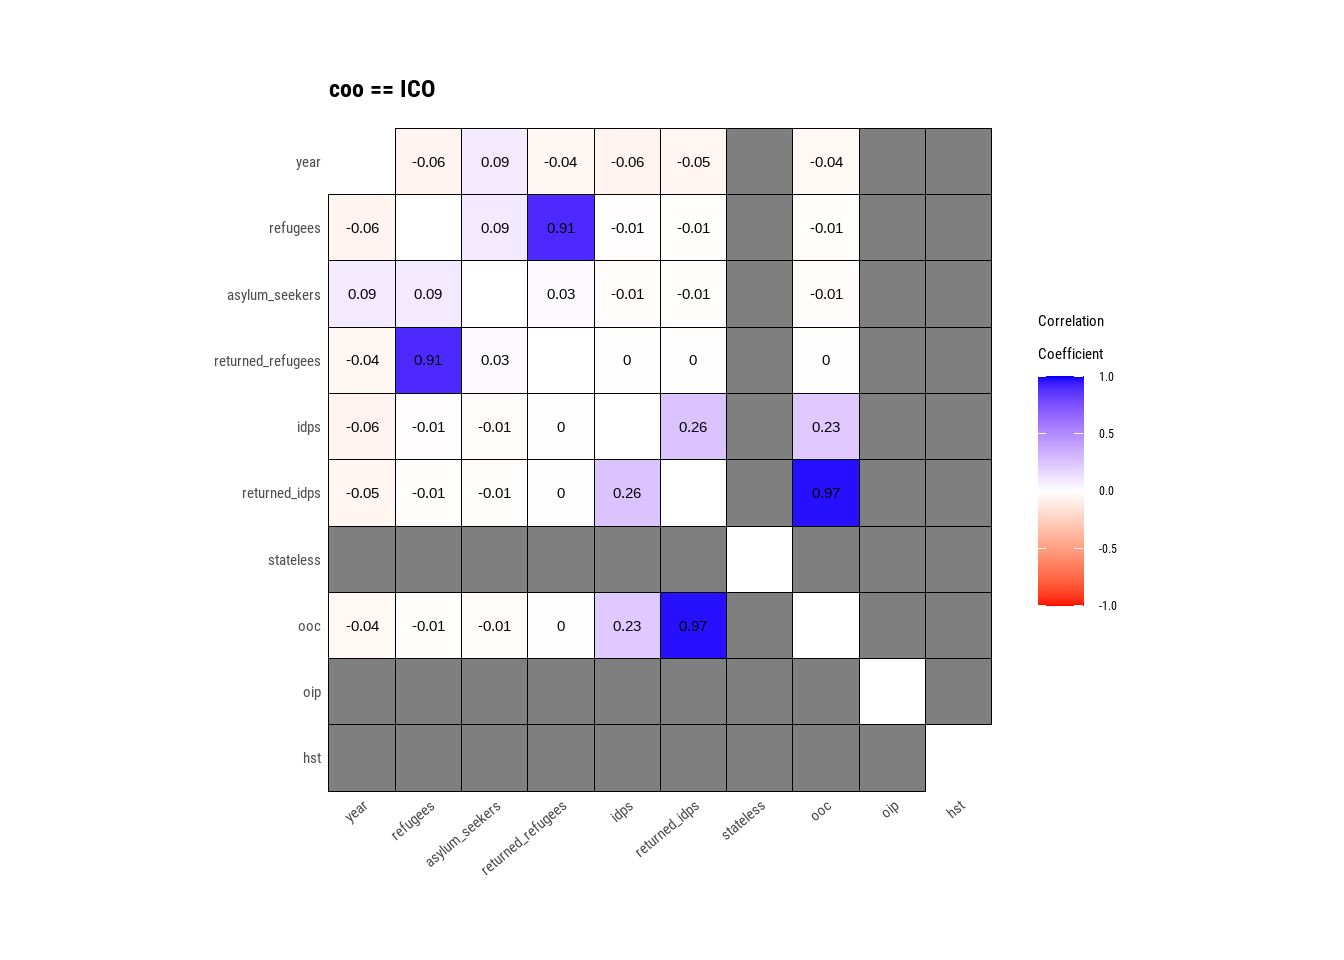 coo == ICO
year -0.06 0.09 -0.04 -0.06 -0.05 -0.04
refugees -0.06 0.09 0.91 -0.01 -0.01 -0.01
asylum_seekers 0.09 0.09 0.03 -0.01 -0.01 -0.01
returned_refugees -0.04 0.91 0.03 0 0 0
idps -0.06 -0.01 -0.01 0 0.26 0.23
returned_idps -0.05 -0.01 -0.01 0 0.26 0.97
stateless
ooc -0.04 -0.01 -0.01 0 0.23 0.97
oip
hst
year refugees asylum_seekers returned_refugees idps returned_idps stateless ooc oip hst
Correlation
Coefficient
1.0
0.5
0.0
-0.5
-1.0